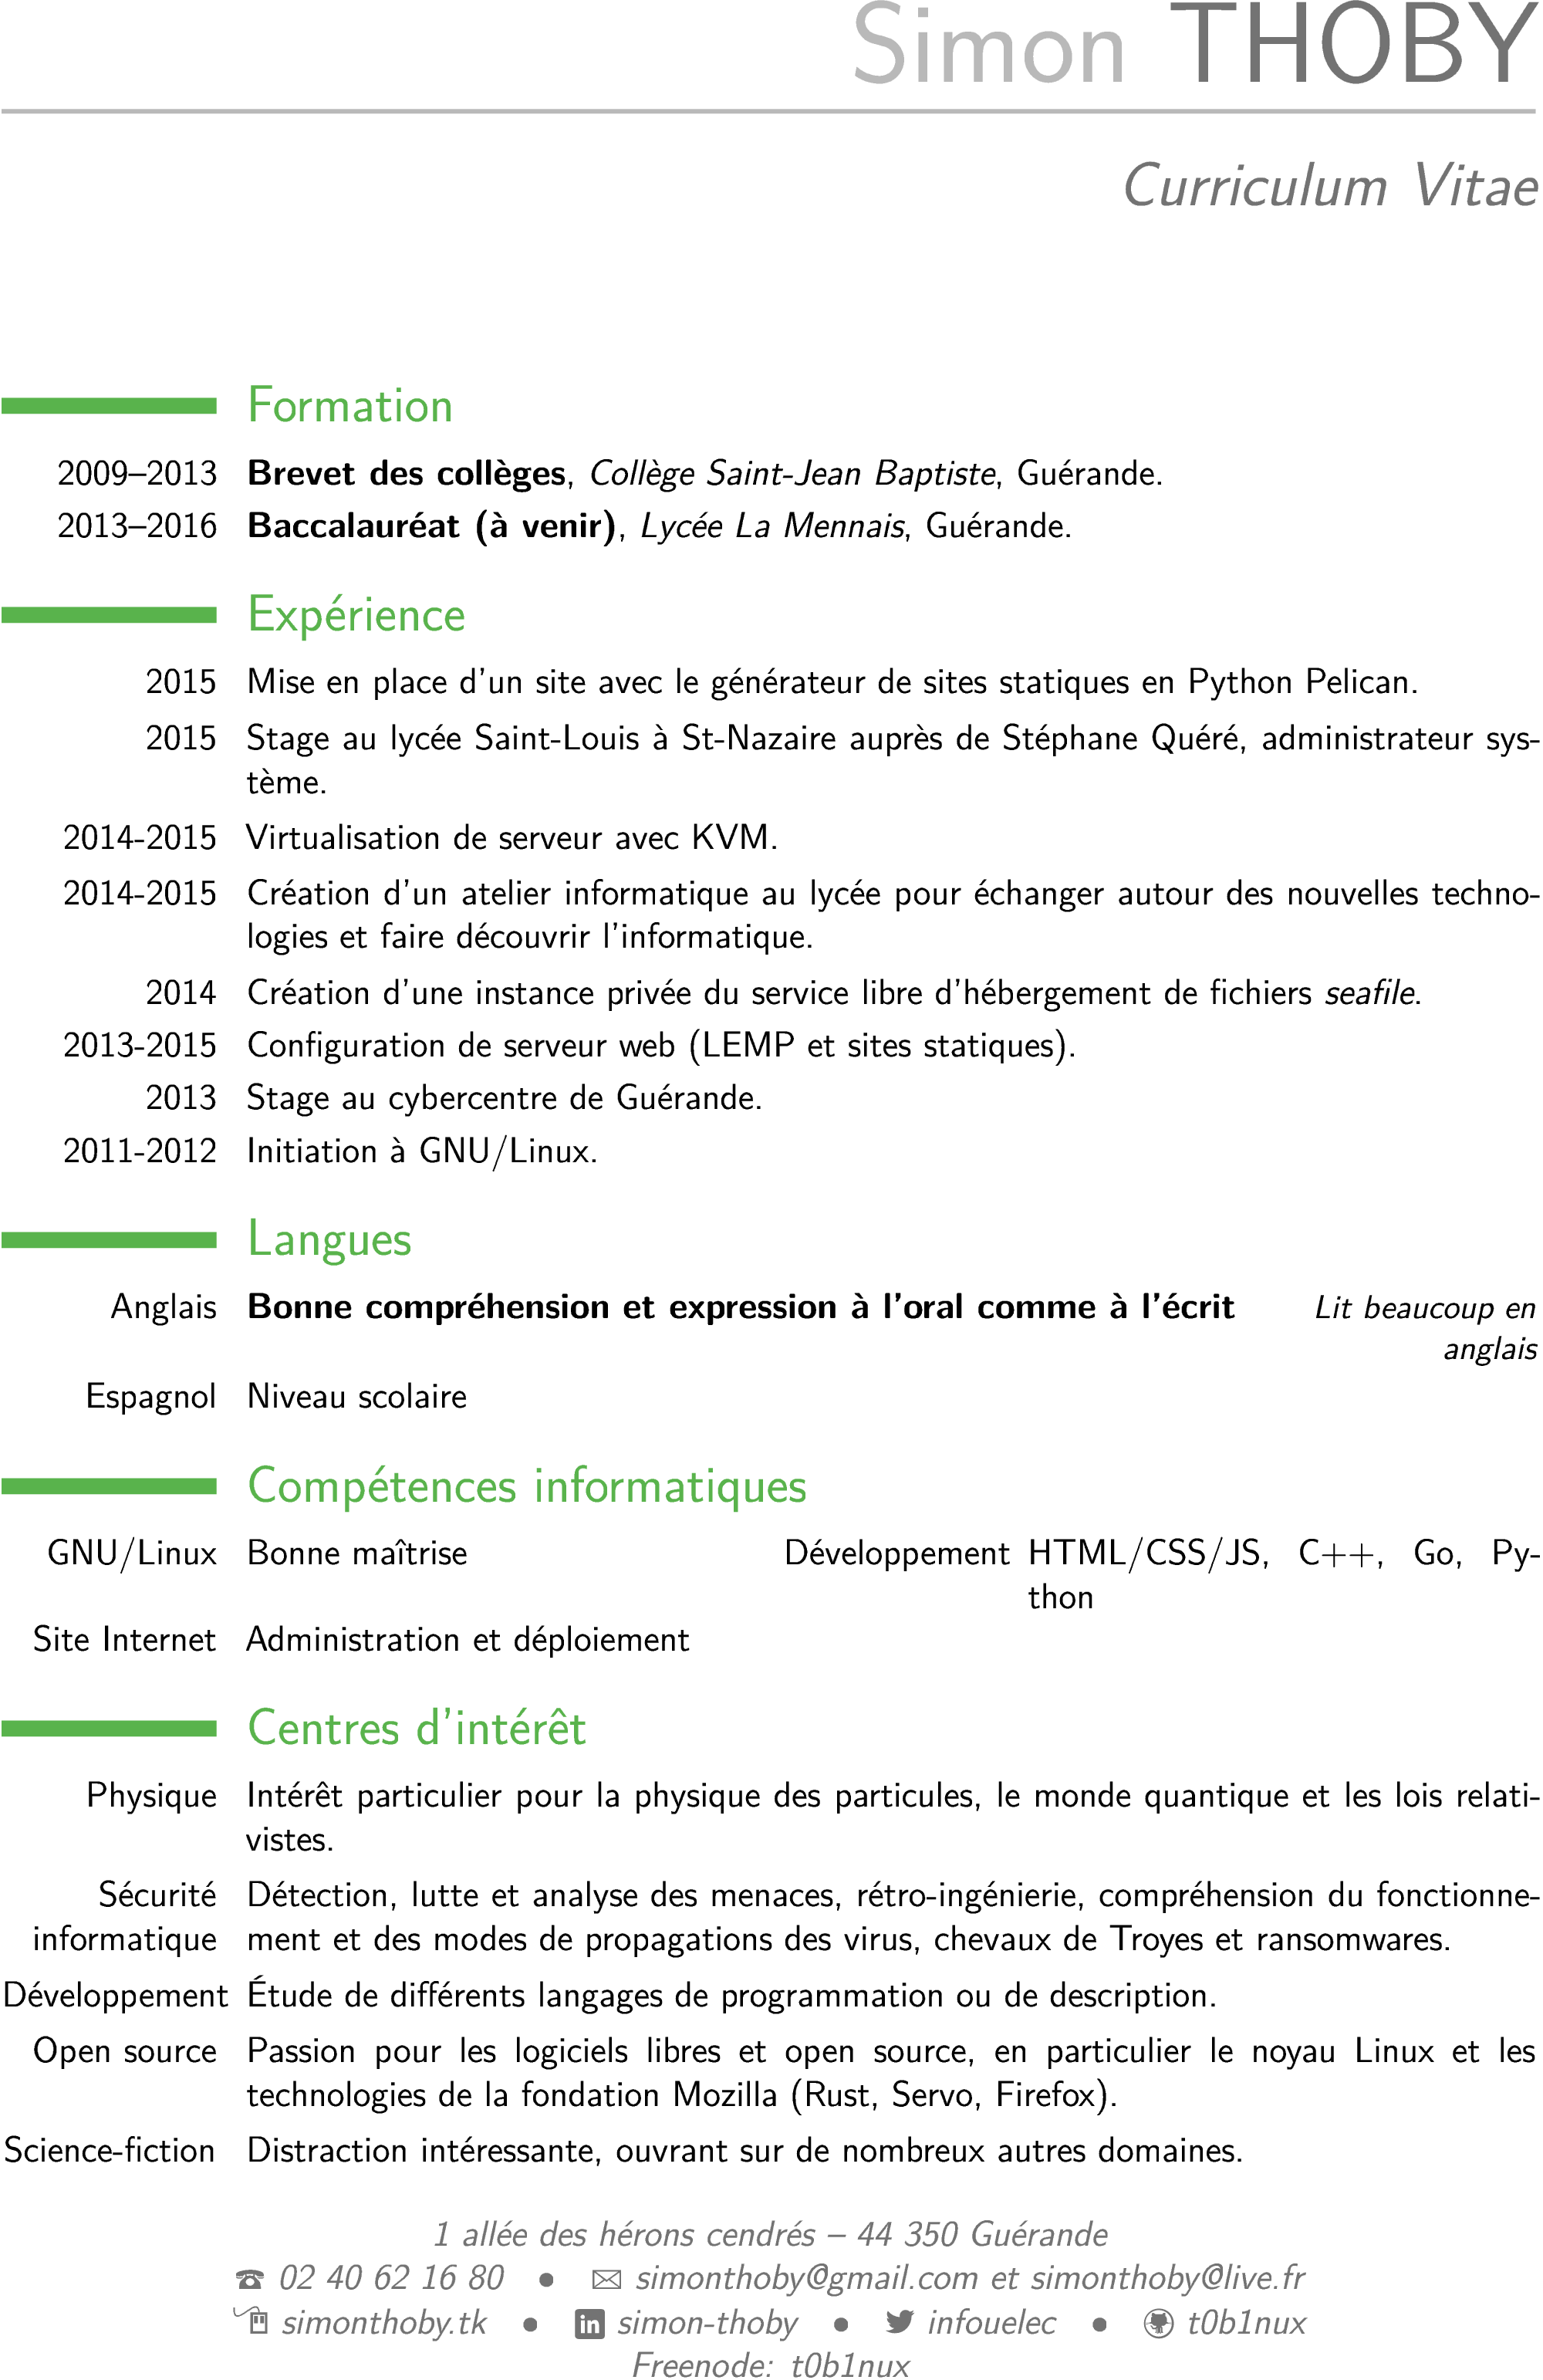 Simon THOBY
Curriculum Vitae
Formation
2009–2013 Brevet des collèges, Collège Saint-Jean Baptiste, Guérande.
2013–2016 Baccalauréat (à venir), Lycée La Mennais, Guérande.
Expérience
2015 Mise en place d'un site avec le générateur de sites statiques en Python Pelican.
2015 Stage au lycée Saint-Louis à St-Nazaire auprès de Stéphane Quéré, administrateur sys-
tème.
2014-2015 Virtualisation de serveur avec KVM.
2014-2015 Création d'un atelier informatique au lycée pour échanger autour des nouvelles techno-
logies et faire découvrir l'informatique.
2014 Création d'une instance privée du service libre d'hébergement de fichiers seafile.
2013-2015 Configuration de serveur web (LEMP et sites statiques).
2013 Stage au cybercentre de Guérande.
2011-2012 Initiation à GNU/Linux.
Langues
Anglais Bonne compréhension et expression à l'oral comme à l'écrit Lit beaucoup en
anglais
Espagnol Niveau scolaire
Compétences informatiques
GNU/Linux Bonne maîtrise Développement HTML/CSS/JS, C++, Go, Py-
thon
Site Internet Administration et déploiement
Centres d'intérêt
Physique Intérêt particulier pour la physique des particules, le monde quantique et les lois relati-
vistes.
Sécurité Détection, lutte et analyse des menaces, rétro-ingénierie, compréhension du fonctionne-
informatique ment et des modes de propagations des virus, chevaux de Troyes et ransomwares.
Développement Étude de différents langages de programmation ou de description.
Open source Passion pour les logiciels libres et open source, en particulier le noyau Linux et les
technologies de la fondation Mozilla (Rust, Servo, Firefox).
Science-fiction Distraction intéressante, ouvrant sur de nombreux autres domaines.
1 allée des hérons cendrés – 44 350 Guérande
☎ 02 40 62 16 80 • ✉ simonthoby@gmail.com et simonthoby@live.fr
simonthoby.tk • in simon-thoby • infouelec • t0b1nux
Freenode: t0b1nux